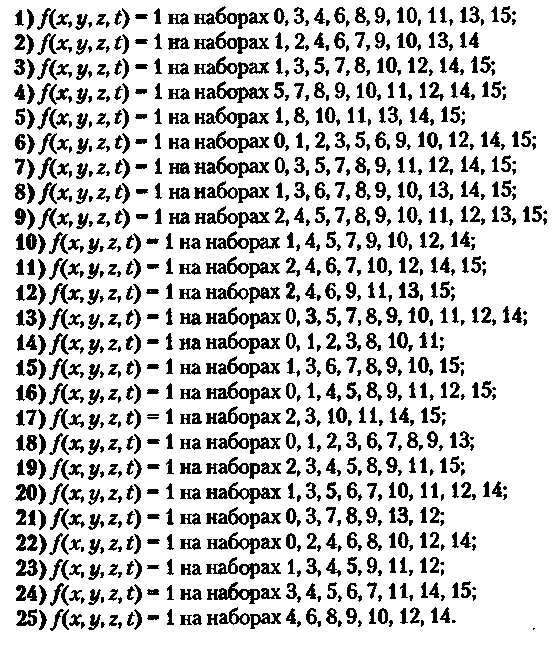 1) f(x, y, z, t) = 1 на наборах 0, 3, 4, 6, 8, 9, 10, 11, 13, 15;
2) f(x, y, z, t) = 1 на наборах 1, 2, 4, 6, 7, 9, 10, 13, 14
3) f(x, y, z, t) = 1 на наборах 1, 3, 5, 7, 8, 10, 12, 14, 15;
4) f(x, y, z, t) = 1 на наборах 5, 7, 8, 9, 10, 11, 12, 14, 15;
5) f(x, y, z, t) = 1 на наборах 1, 8, 10, 11, 13, 14, 15;
6) f(x, y, z, t) = 1 на наборах 0, 1, 2, 3, 5, 6, 9, 10, 12, 14, 15;
7) f(x, y, z, t) = 1 на наборах 0, 3, 5, 7, 8, 9, 11, 12, 14, 15;
8) f(x, y, z, t) = 1 на наборах 1, 3, 6, 7, 8, 9, 10, 13, 14, 15;
9) f(x, y, z, t) = 1 на наборах 2, 4, 5, 7, 8, 9, 10, 11, 12, 13, 15;
10) f(x, y, z, t) = 1 на наборах 1, 4, 5, 7, 9, 10, 12, 14;
11) f(x, y, z, t) = 1 на наборах 2, 4, 6, 7, 10, 12, 14, 15;
12) f(x, y, z, t) = 1 на наборах 2, 4, 6, 9, 11, 13, 15;
13) f(x, y, z, t) = 1 на наборах 0, 3, 5, 7, 8, 9, 10, 11, 12, 14;
14) f(x, y, z, t) = 1 на наборах 0, 1, 2, 3, 8, 10, 11;
15) f(x, y, z, t) = 1 на наборах 1, 3, 6, 7, 8, 9, 10, 15;
16) f(x, y, z, t) = 1 на наборах 0, 1, 4, 5, 8, 9, 11, 12, 15;
17) f(x, y, z, t) = 1 на наборах 2, 3, 10, 11, 14, 15;
18) f(x, y, z, t) = 1 на наборах 0, 1, 2, 3, 6, 7, 8, 9, 13;
19) f(x, y, z, t) = 1 на наборах 2, 3, 4, 5, 8, 9, 11, 15;
20) f(x, y, z, t) = 1 на наборах 1, 3, 5, 6, 7, 10, 11, 12, 14;
21) f(x, y, z, t) = 1 на наборах 0, 3, 7, 8, 9, 13, 12;
22) f(x, y, z, t) = 1 на наборах 0, 2, 4, 6, 8, 10, 12, 14;
23) f(x, y, z, t) = 1 на наборах 1, 3, 4, 5, 9, 11, 12;
24) f(x, y, z, t) = 1 на наборах 3, 4, 5, 6, 7, 11, 14, 15;
25) f(x, y, z, t) = 1 на наборах 4, 6, 8, 9, 10, 12, 14.